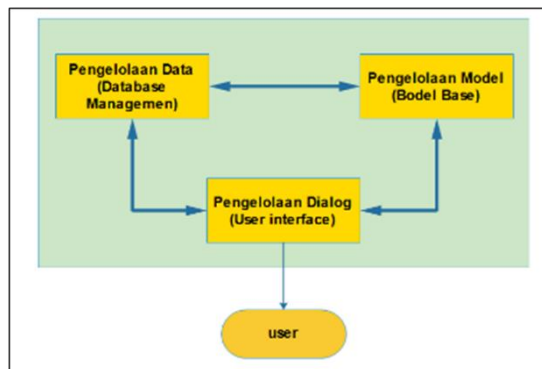 Pengelolaan Data
(Database
Managemen)
Pengelolaan Model
(Bodel Base)
Pengelolaan Dialog
(User interface)
user